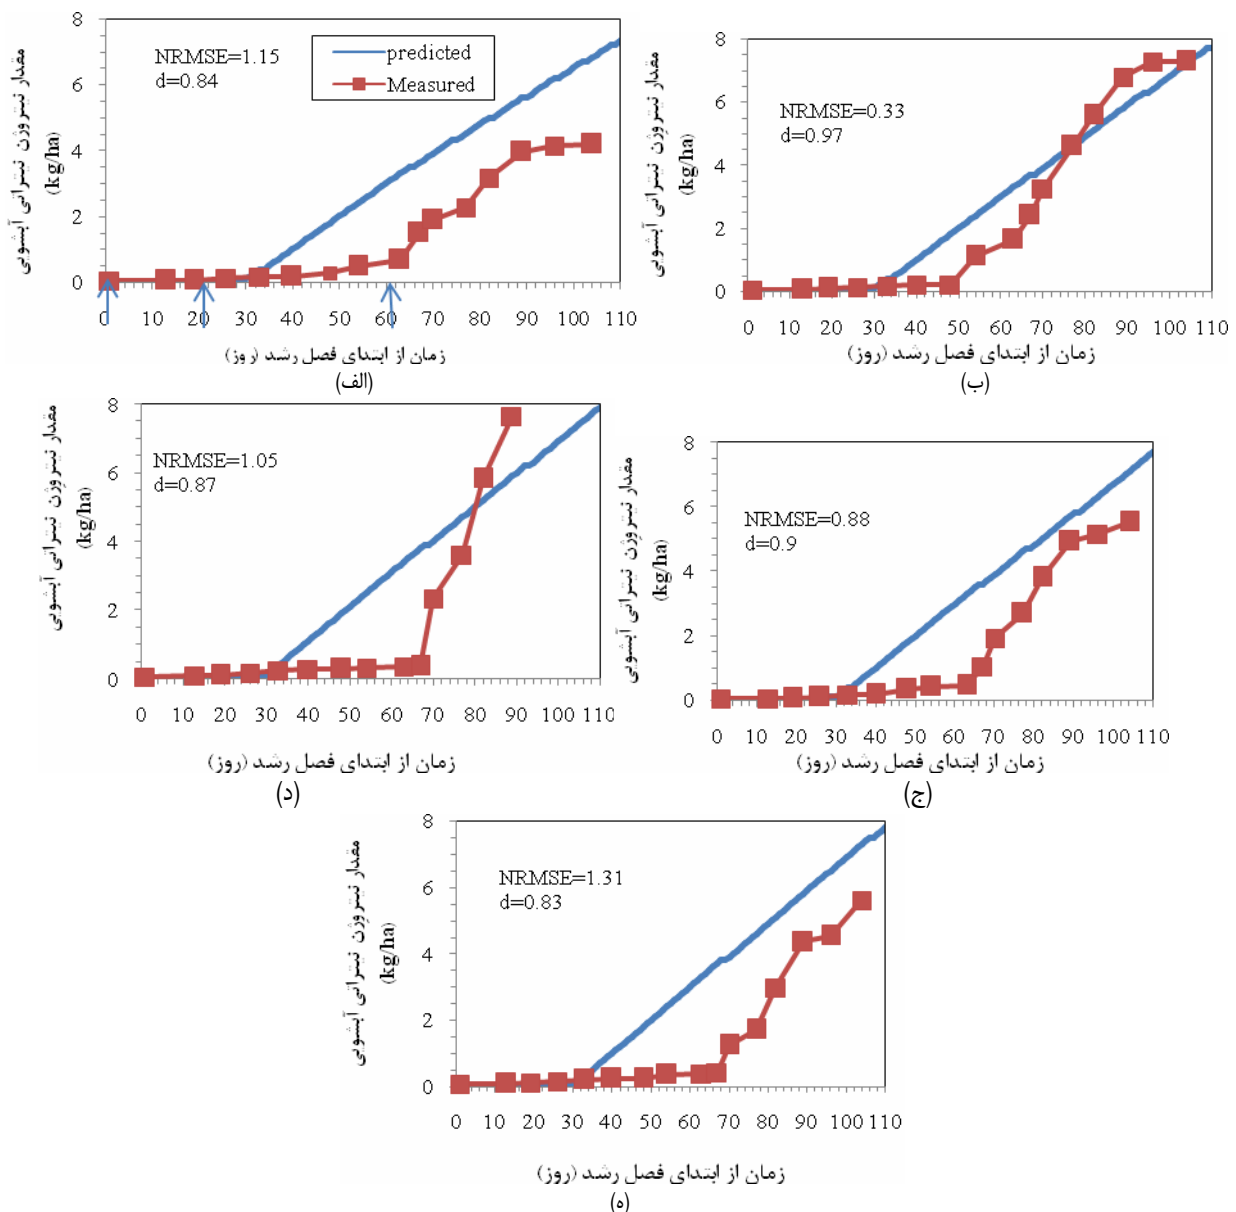 مقدار نیتروژن نیتراتی آبشویی
(kg/ha)
8
6
4
2
0
NRMSE=1.15
d=0.84
predicted
Measured
0 10 20 30 40 50 60 70 80 90 100 110
زمان از ابتدای فصل رشد (روز)
(الف)
مقدار نیتروژن نیتراتی آبشویی
(kg/ha)
8
6
4
2
0
NRMSE=0.33
d=0.97
0 10 20 30 40 50 60 70 80 90 100 110
زمان از ابتدای فصل رشد (روز)
(ب)
مقدار نیتروژن نیتراتی آبشویی
(kg/ha)
8
6
4
2
0
NRMSE=1.05
d=0.87
0 10 20 30 40 50 60 70 80 90 100 110
زمان از ابتدای فصل رشد (روز)
(د)
مقدار نیتروژن نیتراتی آبشویی
(kg/ha)
8
6
4
2
0
NRMSE=0.88
d=0.9
0 10 20 30 40 50 60 70 80 90 100 110
زمان از ابتدای فصل رشد (روز)
(ج)
مقدار نیتروژن نیتراتی آبشویی
(kg/ha)
8
6
4
2
0
NRMSE=1.31
d=0.83
0 10 20 30 40 50 60 70 80 90 100 110
زمان از ابتدای فصل رشد (روز)
(ه)